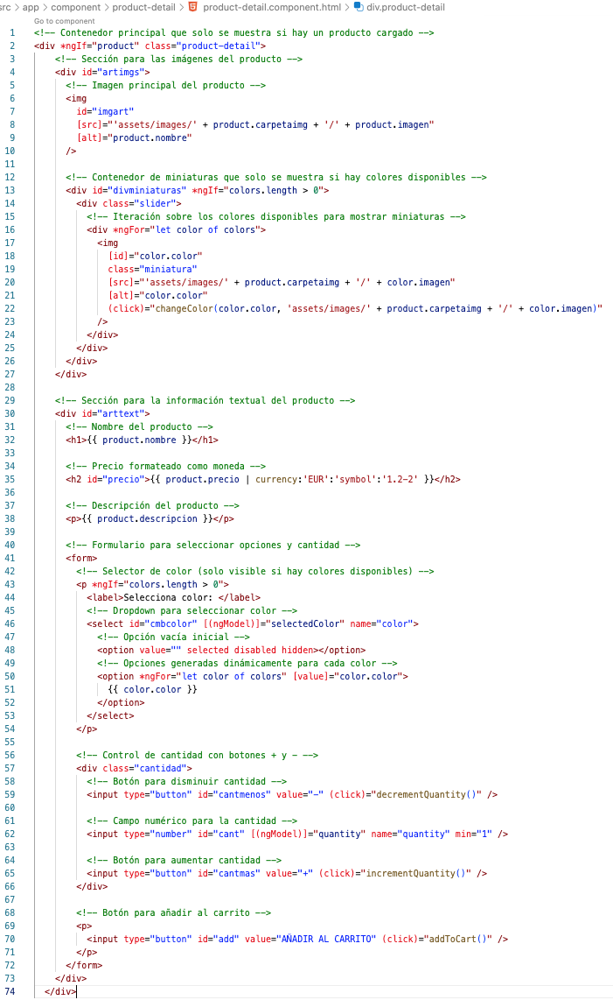 src > app > component > product-detail > product-detail.component.html > div.product-detail
Go to component
1 <!-- Contenedor principal que solo se muestra si hay un producto cargado -->
2 <div *ngIf="product" class="product-detail">
3 <!-- Sección para las imágenes del producto -->
4 <div id="artimgs">
5 <!-- Imagen principal del producto -->
6 <img
7 id="imgart"
8 [src]="'assets/images/' + product.carpetaimg + '/' + product.imagen"
9 [alt]="product.nombre"
10 />
11
12 <!-- Contenedor de miniaturas que solo se muestra si hay colores disponibles -->
13 <div id="divminiaturas" *ngIf="colors.length > 0">
14 <div class="slider">
15 <!-- Iteración sobre los colores disponibles para mostrar miniaturas -->
16 <div *ngFor="let color of colors">
17 <img
18 [id]="color.color"
19 class="miniatura"
20 [src]="'assets/images/' + product.carpetaimg + '/' + color.imagen"
21 [alt]="color.color"
22 (click)="changeColor(color.color, 'assets/images/' + product.carpetaimg + '/' + color.imagen)"
23 />
24 </div>
25 </div>
26 </div>
27 </div>
28
29 <!-- Sección para la información textual del producto -->
30 <div id="arttext">
31 <!-- Nombre del producto -->
32 <h1>{{ product.nombre }}</h1>
33
34 <!-- Precio formateado como moneda -->
35 <h2 id="precio">{{ product.precio | currency:'EUR':'symbol':'1.2-2' }}</h2>
36
37 <!-- Descripción del producto -->
38 <p>{{ product.descripcion }}</p>
39
40 <!-- Formulario para seleccionar opciones y cantidad -->
41 <form>
42 <!-- Selector de color (solo visible si hay colores disponibles) -->
43 <p *ngIf="colors.length > 0">
44 <label>Selecciona color: </label>
45 <!-- Dropdown para seleccionar color -->
46 <select id="cmbcolor" [(ngModel)]="selectedColor" name="color">
47 <!-- Opción vacía inicial -->
48 <option value="" selected disabled hidden></option>
49 <!-- Opciones generadas dinámicamente para cada color -->
50 <option *ngFor="let color of colors" [value]="color.color">
51 {{ color.color }}
52 </option>
53 </select>
54 </p>
55
56 <!-- Control de cantidad con botones + y - -->
57 <div class="cantidad">
58 <!-- Botón para disminuir cantidad -->
59 <input type="button" id="cantmenos" value="-" (click)="decrementQuantity()" />
60
61 <!-- Campo numérico para la cantidad -->
62 <input type="number" id="cant" [(ngModel)]="quantity" name="quantity" min="1" />
63
64 <!-- Botón para aumentar cantidad -->
65 <input type="button" id="cantmas" value="+" (click)="incrementQuantity()" />
66 </div>
67
68 <!-- Botón para añadir al carrito -->
69 <p>
70 <input type="button" id="add" value="AÑADIR AL CARRITO" (click)="addToCart()" />
71 </p>
72 </form>
73 </div>
74 </div>